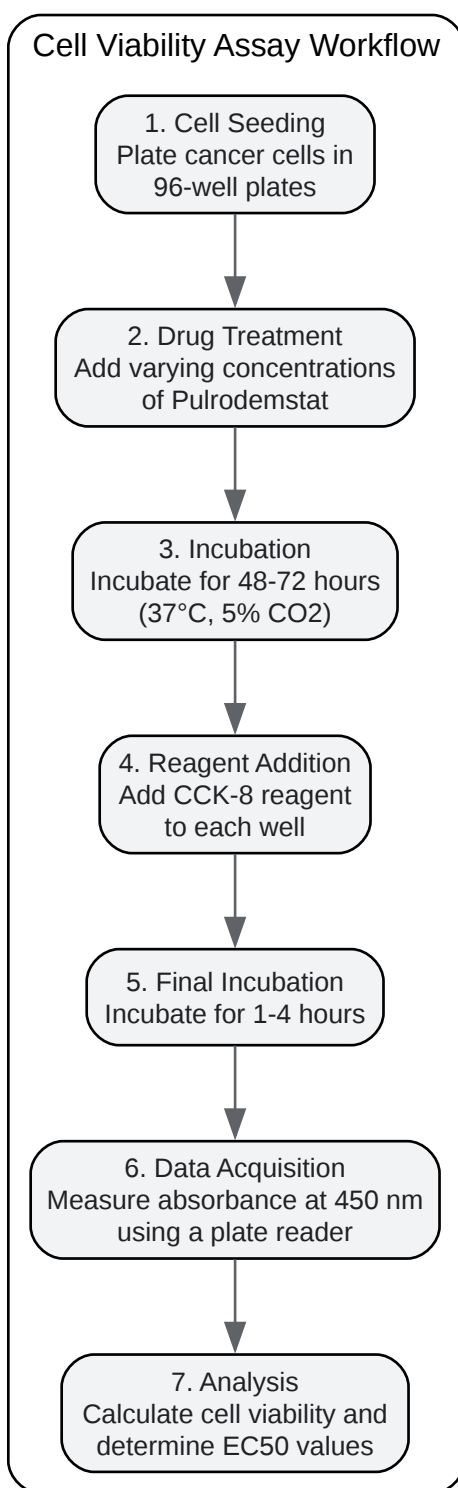 Cell Viability Assay Workflow
1. Cell Seeding
Plate cancer cells in
96-well plates
2. Drug Treatment
Add varying concentrations
of Pulrodemstat
3. Incubation
Incubate for 48-72 hours
(37°C, 5% CO2)
4. Reagent Addition
Add CCK-8 reagent
to each well
5. Final Incubation
Incubate for 1-4 hours
6. Data Acquisition
Measure absorbance at 450 nm
using a plate reader
7. Analysis
Calculate cell viability and
determine EC50 values